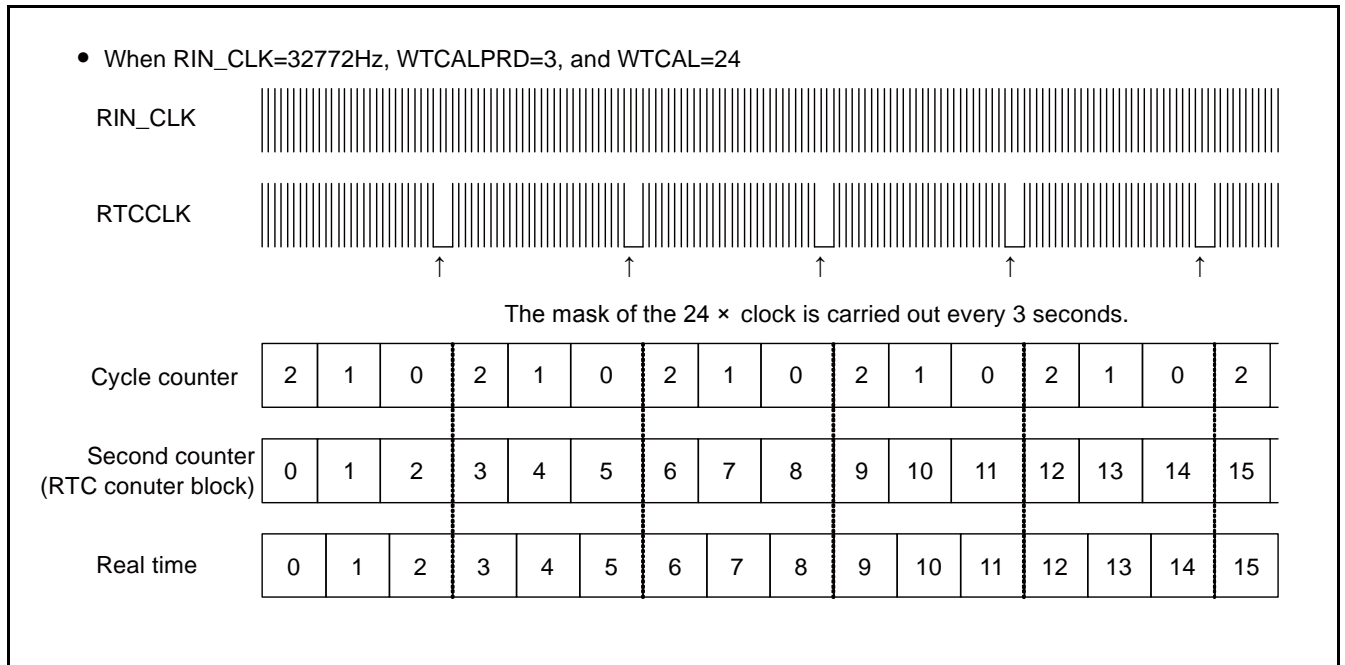 ● When RIN_CLK=32772Hz, WTCALPRD=3, and WTCAL=24
RIN_CLK
RTCCLK
↑ ↑ ↑ ↑ ↑
The mask of the 24 × clock is carried out every 3 seconds.
Cycle counter 2 1 0 2 1 0 2 1 0 2 1 0 2 1 0 2
Second counter
(RTC conuter block) 0 1 2 3 4 5 6 7 8 9 10 11 12 13 14 15
Real time 0 1 2 3 4 5 6 7 8 9 10 11 12 13 14 15